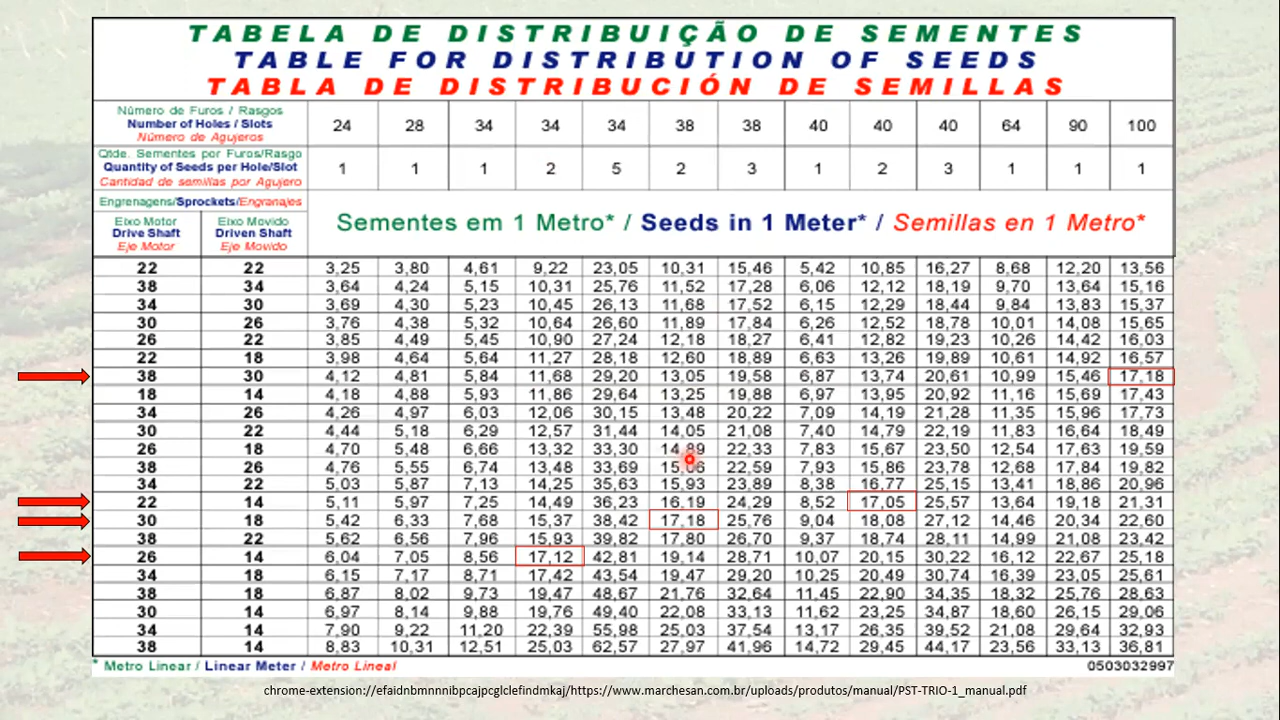 TABELA DE DISTRIBUIÇÃO DE SEMENTES
TABLE FOR DISTRIBUTION OF SEEDS
TABLA DE DISTRIBUCIÓN DE SEMILLAS
Número de Furos / Rasgos
Number of Holes / Slots
Número de Agujeros
24 28 34 34 34 38 38 40 40 40 64 90 100
Qtde. Sementes por Furos/Rasgo
Quantity of Seeds per Hole/Slot
Cantidad de semillas por Agujero
1 1 1 2 5 2 3 1 2 3 1 1 1
Engrenagens/Sprockets/Engranajes
Eixo Motor
Drive Shaft
Eje Motor
Eixo Movido
Driven Shaft
Eje Movido
Sementes em 1 Metro* / Seeds in 1 Meter* / Semillas en 1 Metro*
22 22 3,25 3,80 4,61 9,22 23,05 10,31 15,46 5,42 10,85 16,27 8,68 12,20 13,56
38 34 3,64 4,24 5,15 10,31 25,76 11,52 17,28 6,06 12,12 18,19 9,70 13,64 15,16
34 30 3,69 4,30 5,23 10,45 26,13 11,68 17,52 6,15 12,29 18,44 9,84 13,83 15,37
30 26 3,76 4,38 5,32 10,64 26,60 11,89 17,84 6,26 12,52 18,78 10,01 14,08 15,65
26 22 3,85 4,49 5,45 10,90 27,24 12,18 18,27 6,41 12,82 19,23 10,26 14,42 16,03
22 18 3,98 4,64 5,64 11,27 28,18 12,60 18,89 6,63 13,26 19,89 10,61 14,92 16,57
38 30 4,12 4,81 5,84 11,68 29,20 13,05 19,58 6,87 13,74 20,61 10,99 15,46 17,18
18 14 4,18 4,88 5,93 11,86 29,64 13,25 19,88 6,97 13,95 20,92 11,16 15,69 17,43
34 26 4,26 4,97 6,03 12,06 30,15 13,48 20,22 7,09 14,19 21,28 11,35 15,96 17,73
30 22 4,44 5,18 6,29 12,57 31,44 14,05 21,08 7,40 14,79 22,19 11,83 16,64 18,49
26 18 4,70 5,48 6,66 13,32 33,30 14,89 22,33 7,83 15,67 23,50 12,54 17,63 19,59
38 26 4,76 5,55 6,74 13,48 33,69 15,06 22,59 7,93 15,86 23,78 12,68 17,84 19,82
34 22 5,03 5,87 7,13 14,25 35,63 15,93 23,89 8,38 16,77 25,15 13,41 18,86 20,96
22 14 5,11 5,97 7,25 14,49 36,23 16,19 24,29 8,52 17,05 25,57 13,64 19,18 21,31
30 18 5,42 6,33 7,68 15,37 38,42 17,18 25,76 9,04 18,08 27,12 14,46 20,34 22,60
38 22 5,62 6,56 7,96 15,93 39,82 17,80 26,70 9,37 18,74 28,11 14,99 21,08 23,42
26 14 6,04 7,05 8,56 17,12 42,81 19,14 28,71 10,07 20,15 30,22 16,12 22,67 25,18
34 18 6,15 7,17 8,71 17,42 43,54 19,47 29,20 10,25 20,49 30,74 16,39 23,05 25,61
38 18 6,87 8,02 9,73 19,47 48,67 21,76 32,64 11,45 22,90 34,35 18,32 25,76 28,63
30 14 6,97 8,14 9,88 19,76 49,40 22,08 33,13 11,62 23,25 34,87 18,60 26,15 29,06
34 14 7,90 9,22 11,20 22,39 55,98 25,03 37,54 13,17 26,35 39,52 21,08 29,64 32,93
38 14 8,83 10,31 12,51 25,03 62,57 27,97 41,96 14,72 29,45 44,17 23,56 33,13 36,81
* Metro Linear / Linear Meter / Metro Lineal
0503032997
chrome-extension://efaidnbmnnnibpcajpcglclefindmkaj/https://www.marchesan.com.br/uploads/produtos/manual/PST-TRIO-1_manual.pdf